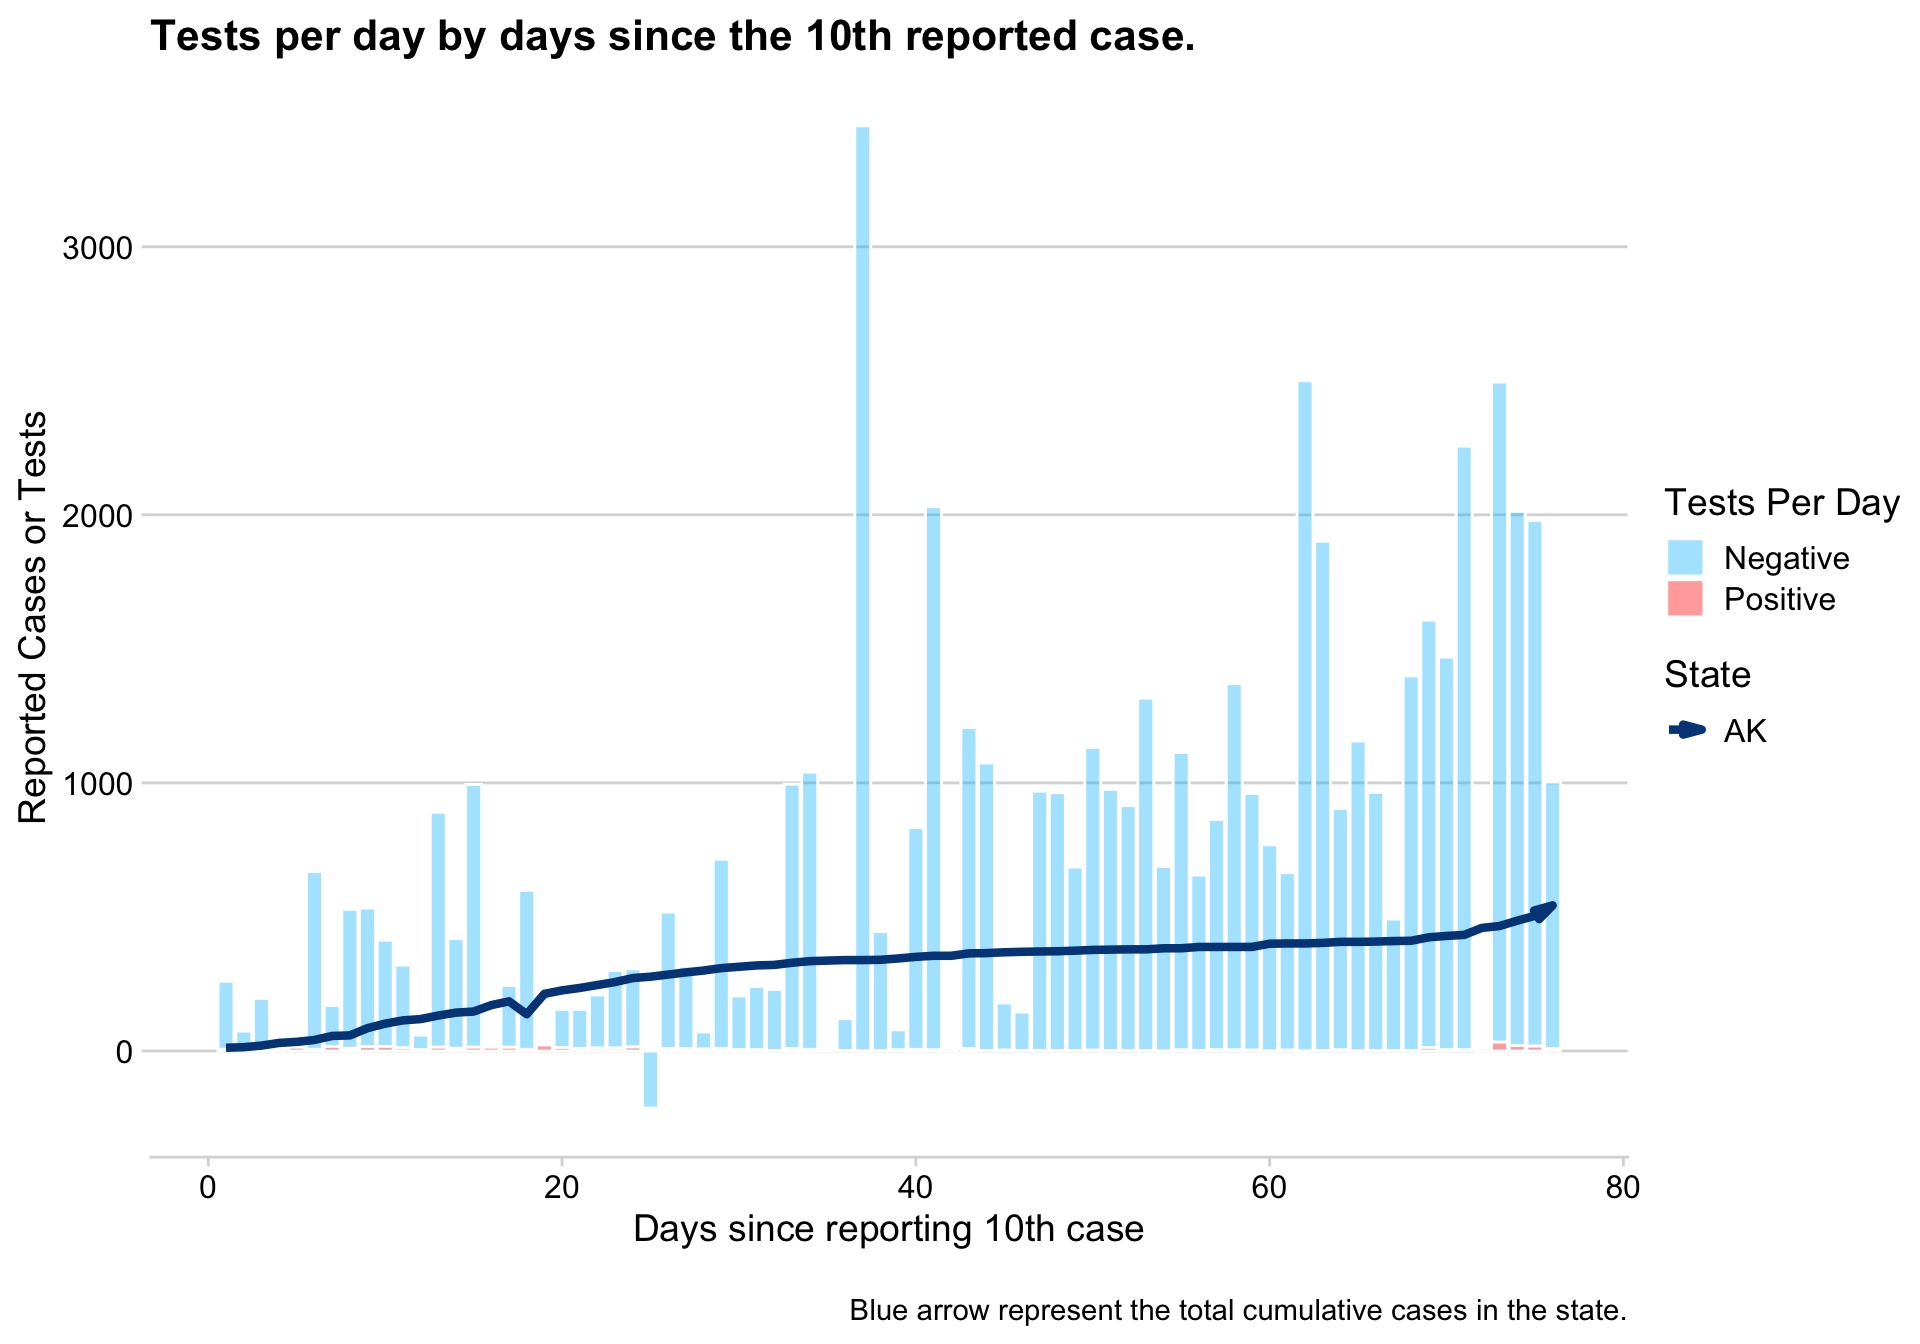 Tests per day by days since the 10th reported case.
Reported Cases or Tests
3000
2000
1000
0
0
20
40
60
80
Days since reporting 10th case
Tests Per Day
Negative
Positive
State
AK
Blue arrow represent the total cumulative cases in the state.